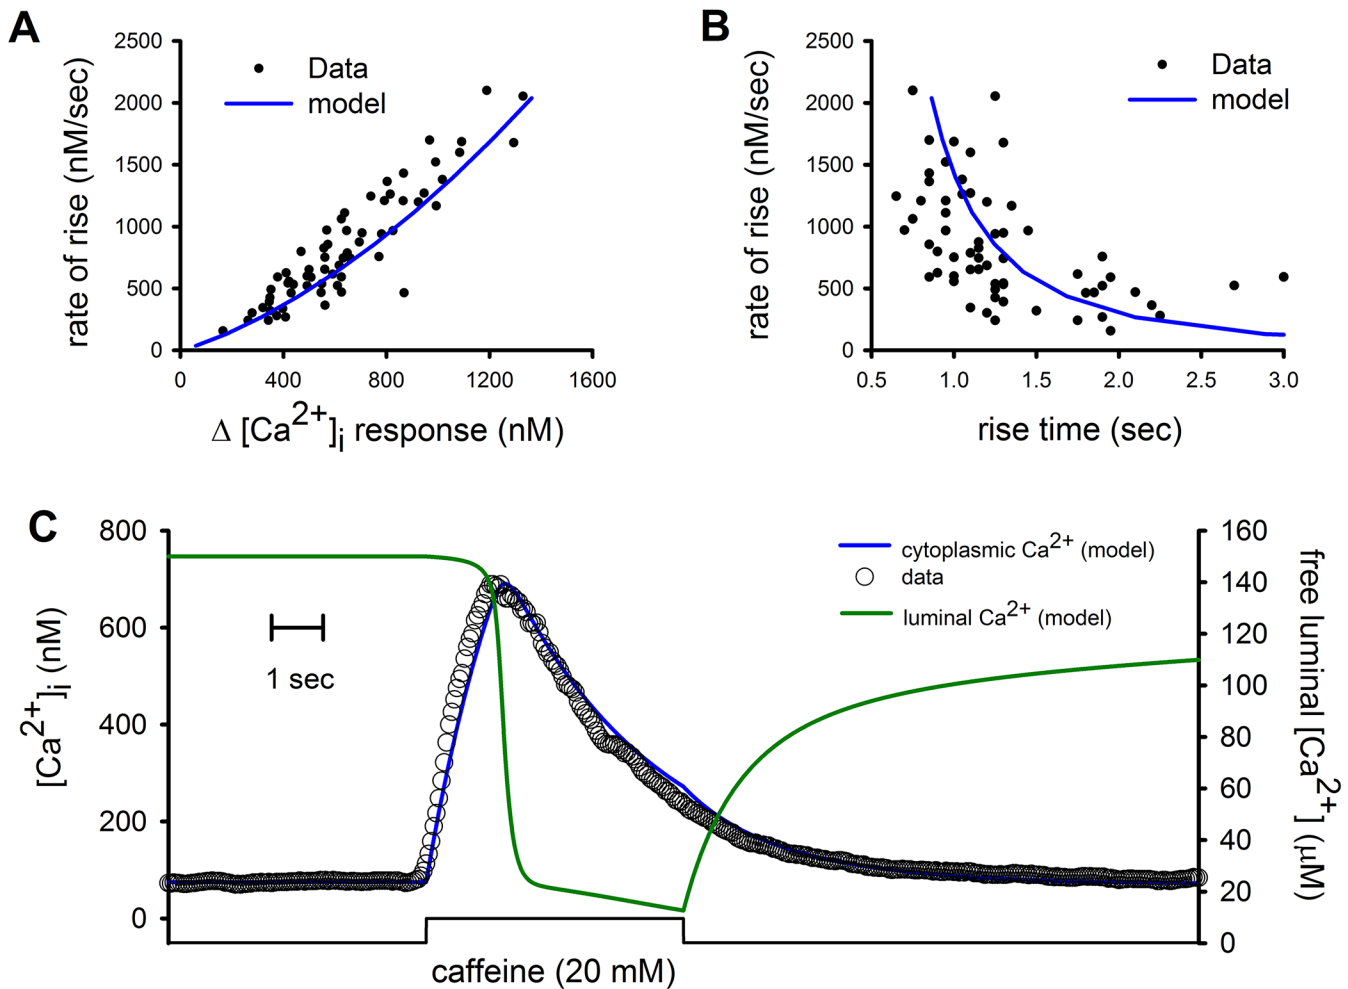 A
rate of rise (nM/sec)
2500
2000
1500
1000
500
0
0 400 800 1200 1600
Δ [Ca2+]i response (nM)
Data
model
B
rate of rise (nM/sec)
2500
2000
1500
1000
500
0
0.5 1.0 1.5 2.0 2.5 3.0
rise time (sec)
Data
model
C
[Ca2+]i (nM)
800
600
400
200
0
1 sec
cytoplasmic Ca2+ (model)
data
luminal Ca2+ (model)
160
140
120
100
80
60
40
20
0
free luminal [Ca2+] (μM)
caffeine (20 mM)